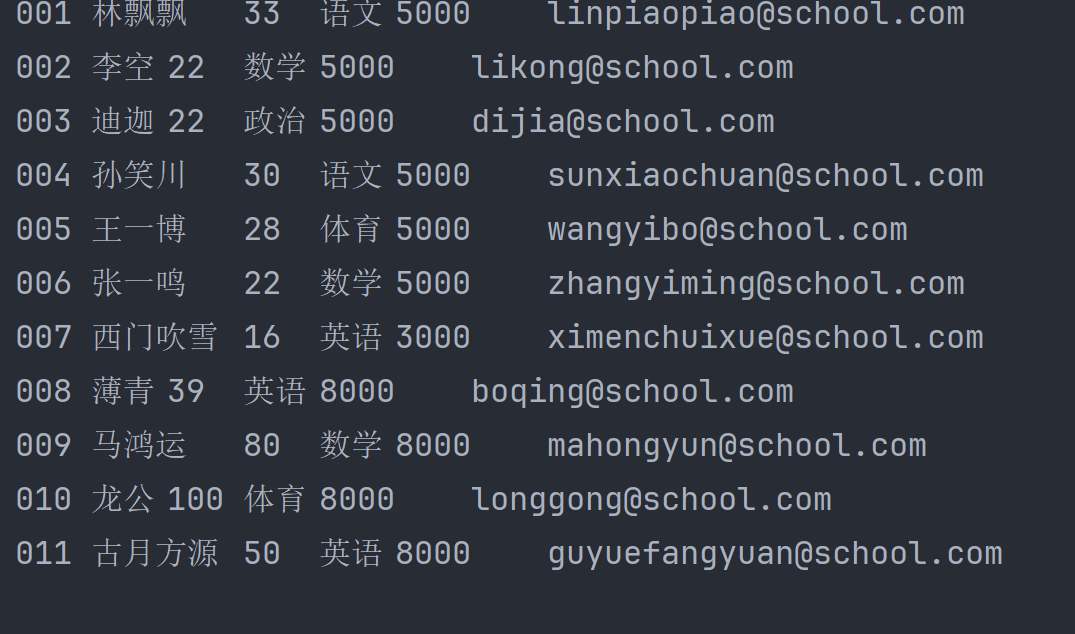 001 林飘飘 33 语文 5000 linpiaopiao@school.com
002 李空 22 数学 5000 likong@school.com
003 迪迦 22 政治 5000 dijia@school.com
004 孙笑川 30 语文 5000 sunxiaochuan@school.com
005 王一博 28 体育 5000 wangyibo@school.com
006 张一鸣 22 数学 5000 zhangyiming@school.com
007 西门吹雪 16 英语 3000 ximenchuixue@school.com
008 薄青 39 英语 8000 boqing@school.com
009 马鸿运 80 数学 8000 mahongyun@school.com
010 龙公 100 体育 8000 longgong@school.com
011 古月方源 50 英语 8000 guyuefangyuan@school.com